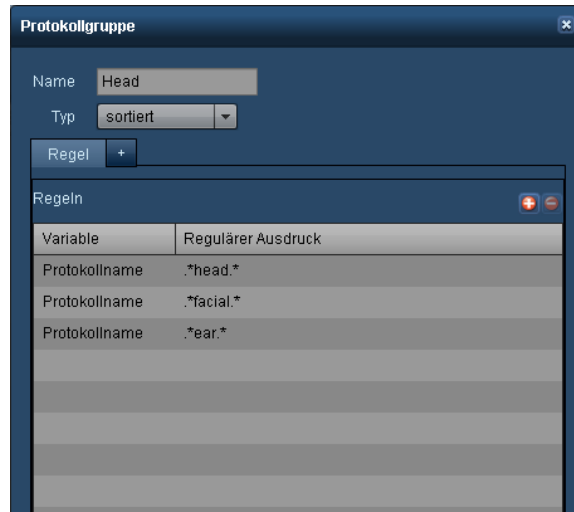 Protokollgruppe
Name Head
Typ sortiert
Regel +
Regeln
Variable Regulärer Ausdruck
Protokollname .*head.*
Protokollname .*facial.*
Protokollname .*ear.*